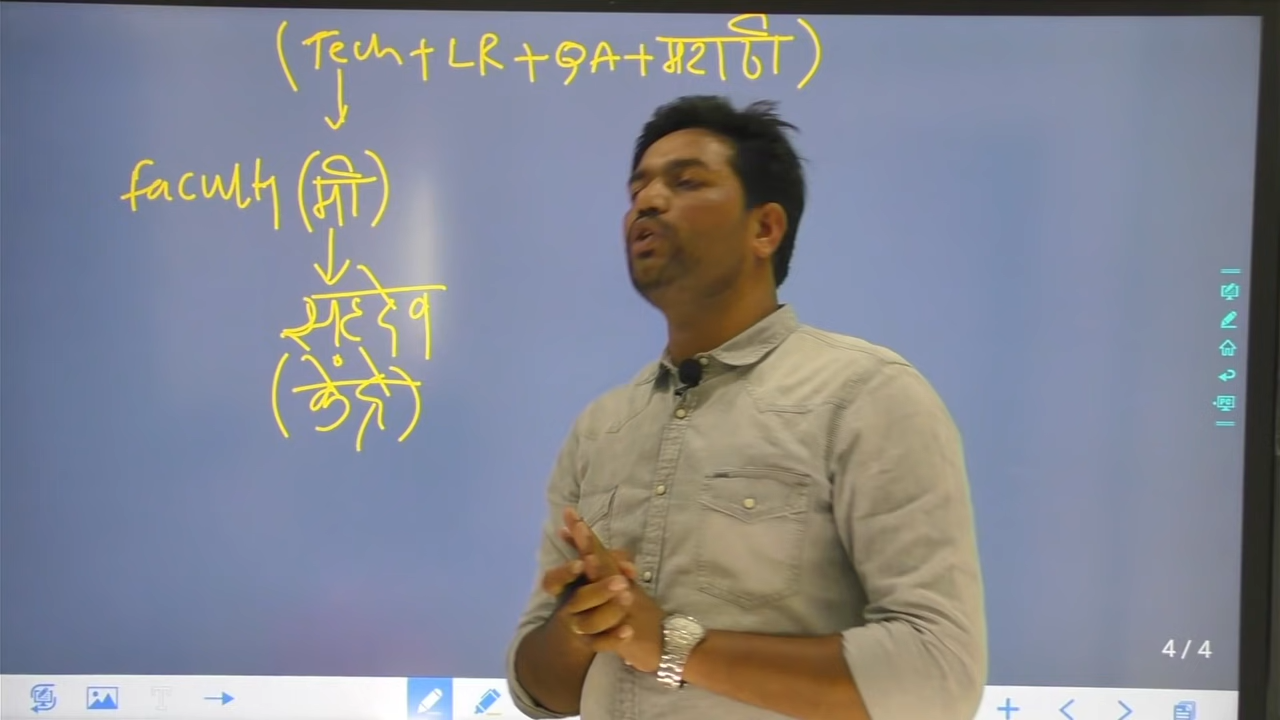 (Tech + LR + QA + मराठी)
faculty (मी)
सहदेव
(केंद्रे)
4 / 4